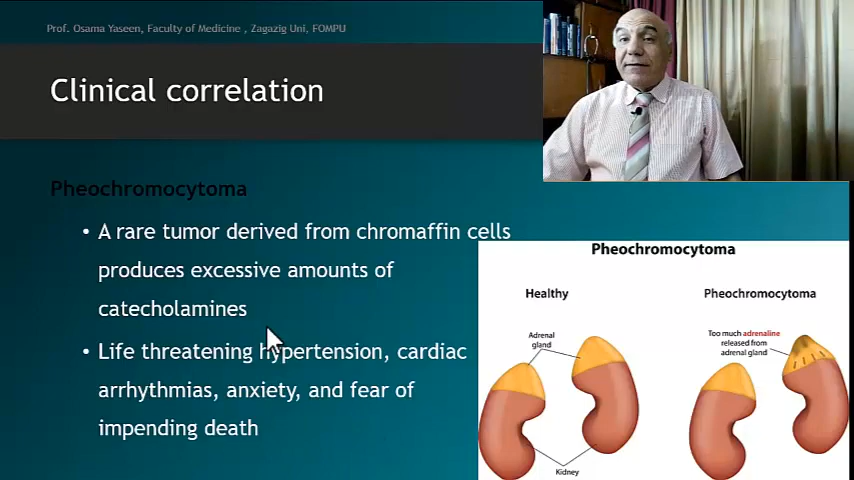 Prof. Osama Yaseen, Faculty of Medicine , Zagazig Uni, FOMPU
Clinical correlation
Pheochromocytoma
• A rare tumor derived from chromaffin cells
produces excessive amounts of
catecholamines
• Life threatening hypertension, cardiac
arrhythmias, anxiety, and fear of
impending death
Pheochromocytoma
Healthy
Pheochromocytoma
Adrenal
gland
Too much adrenaline
released from
adrenal gland
Kidney